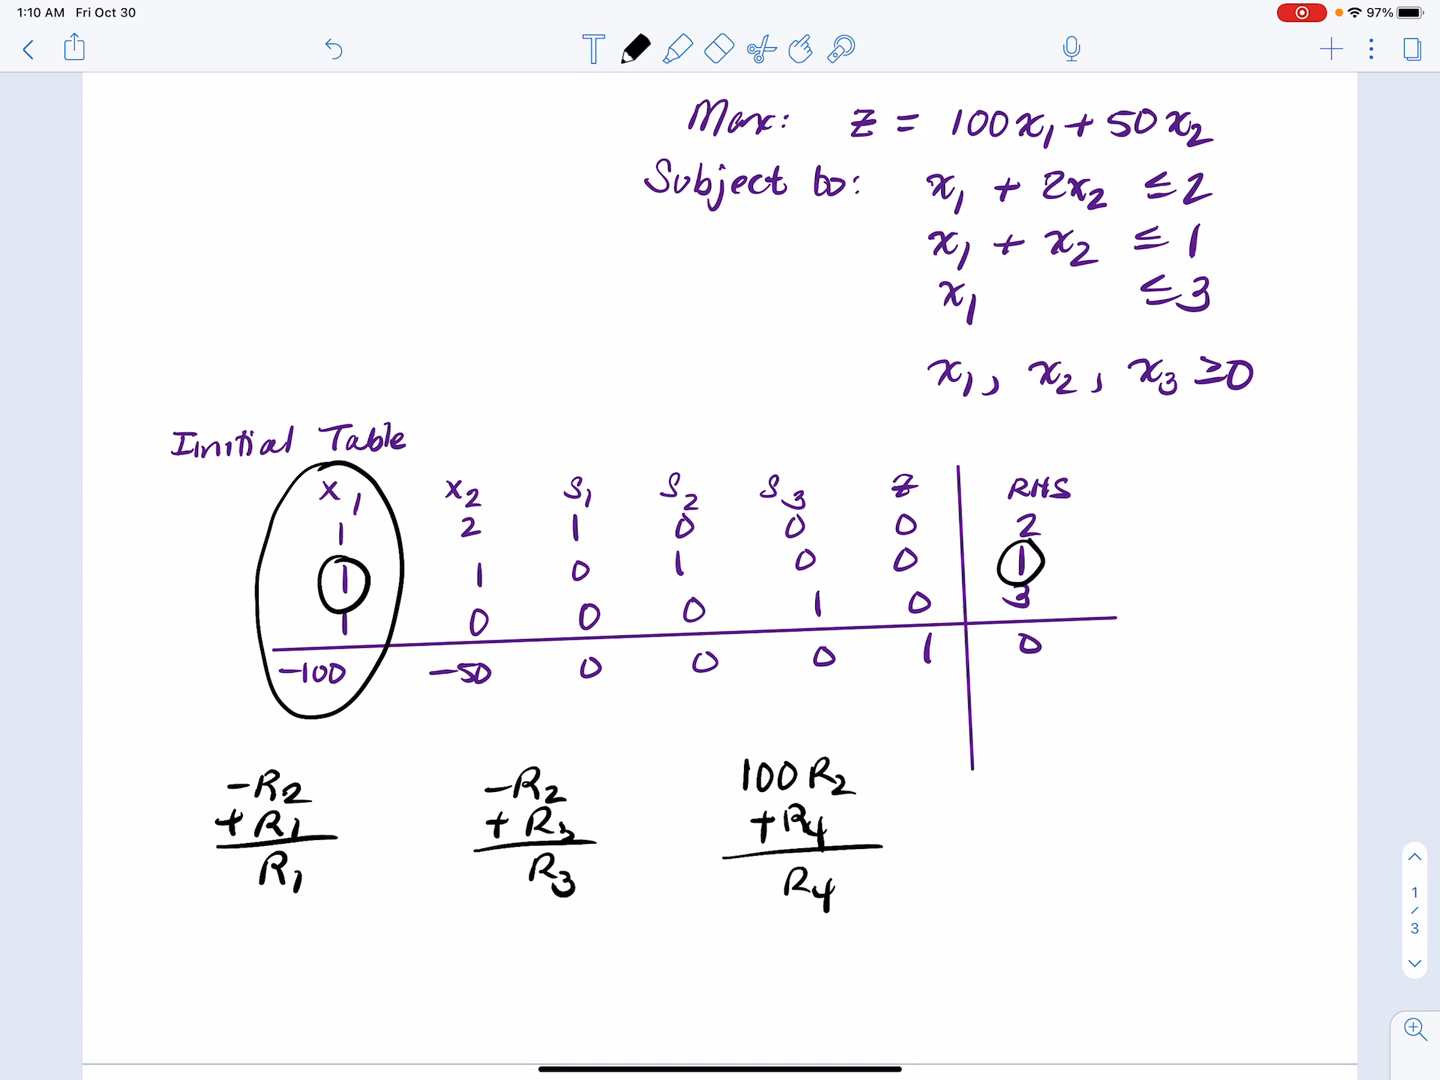 1:10 AM Fri Oct 30 97%
T
Max: Z = 100x₁ + 50x₂
Subject to: x₁ + 2x₂ ≤ 2
x₁ + x₂ ≤ 1
x₁ ≤ 3
x₁, x₂, x₃ ≥ 0
Initial Table
x₁ x₂ S₁ S₂ S₃ Z RHS
1 2 1 0 0 0 2
1 1 0 1 0 0 1
1 0 0 0 1 0 3
-100 -50 0 0 0 1 0
-R₂ -R₂ 100R₂
+R₁ +R₃ +R₄
R₁ R₃ R₄
1
/
3